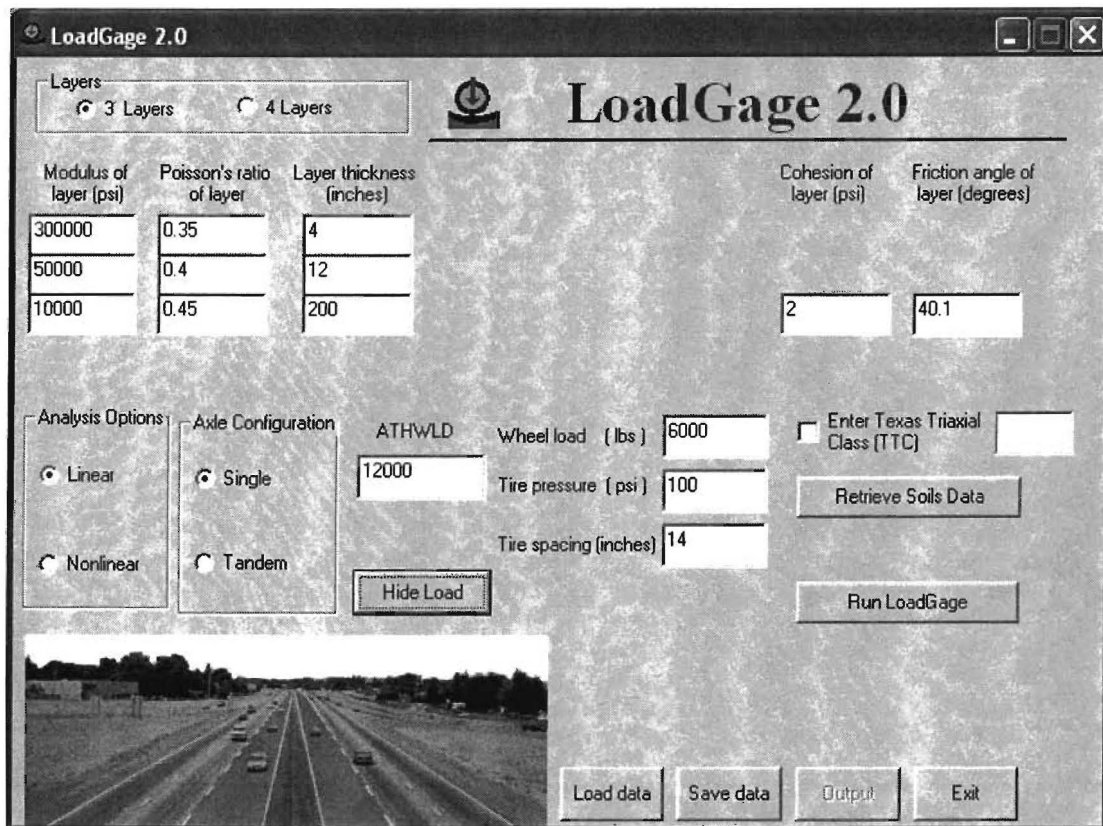 LoadGage 2.0
Layers
3 Layers 4 Layers
LoadGage 2.0
Modulus of layer (psi)
Poisson's ratio of layer
Layer thickness (inches)
Cohesion of layer (psi)
Friction angle of layer (degrees)
300000 0.35 4
50000 0.4 12
10000 0.45 200 2 40.1
Analysis Options
Linear
Nonlinear
Axle Configuration
Single
Tandem
ATHWLD
12000
Hide Load
Wheel load ( lbs ) 6000
Tire pressure ( psi ) 100
Tire spacing (inches) 14
Enter Texas Triaxial
Class (TTC)
Retrieve Soils Data
Run LoadGage
Load data Save data Output Exit